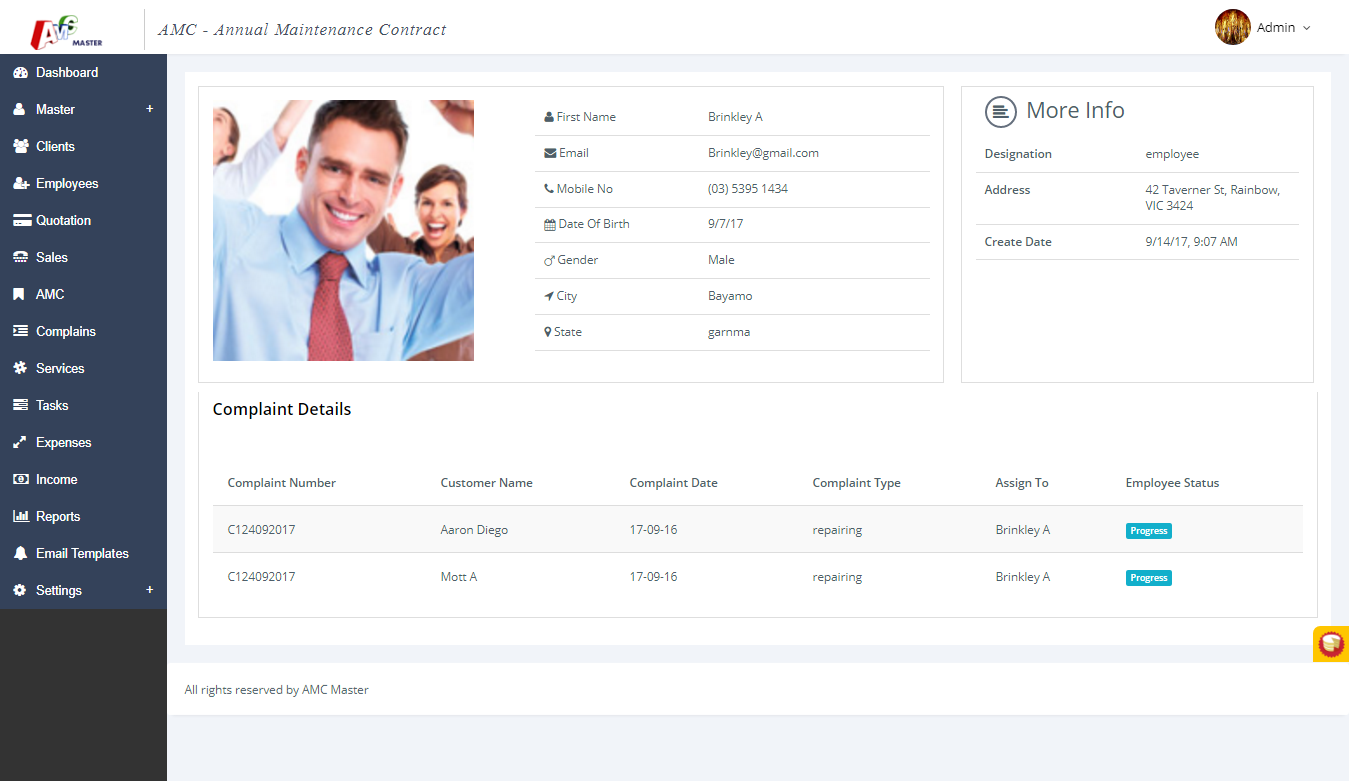 AMC MASTER
AMC - Annual Maintenance Contract
Admin
Dashboard
Master +
Clients
Employees
Quotation
Sales
AMC
Complains
Services
Tasks
Expenses
Income
Reports
Email Templates
Settings +
First Name Brinkley A
Email Brinkley@gmail.com
Mobile No (03) 5395 1434
Date Of Birth 9/7/17
Gender Male
City Bayamo
State garnma
More Info
Designation employee
Address 42 Taverner St, Rainbow,
VIC 3424
Create Date 9/14/17, 9:07 AM
Complaint Details
Complaint Number Customer Name Complaint Date Complaint Type Assign To Employee Status
C124092017 Aaron Diego 17-09-16 repairing Brinkley A Progress
C124092017 Mott A 17-09-16 repairing Brinkley A Progress
All rights reserved by AMC Master